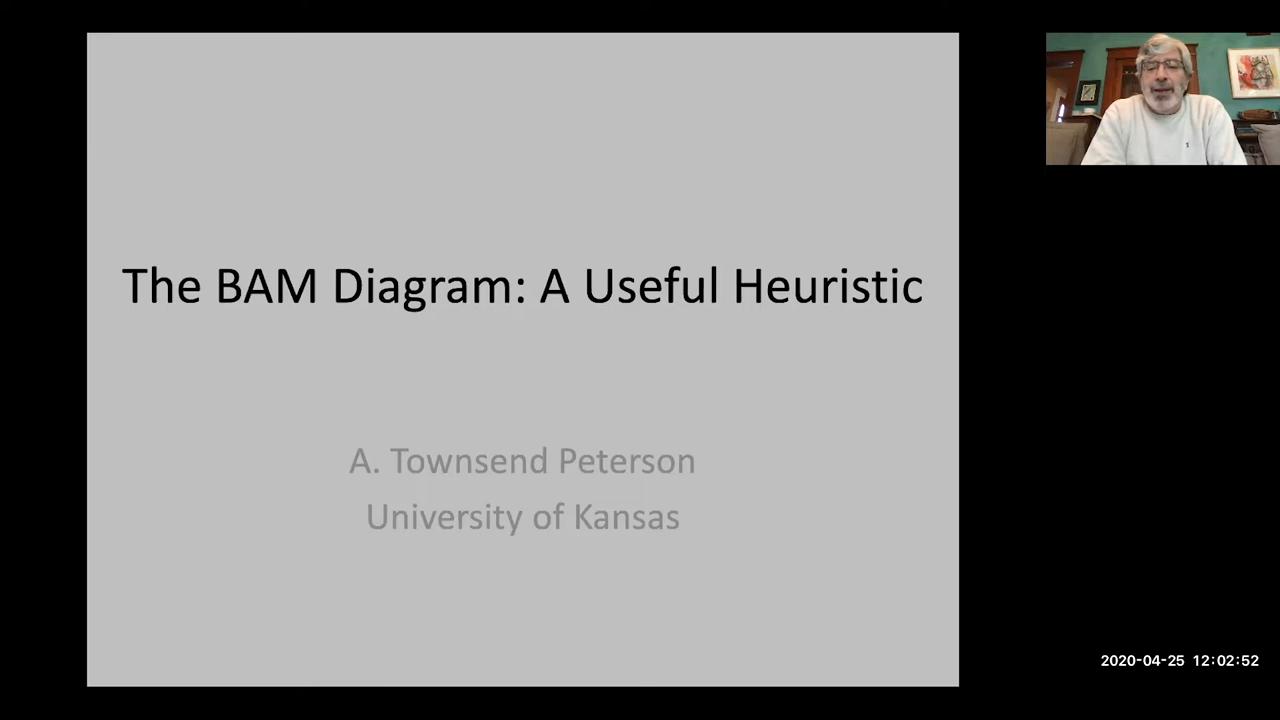 The BAM Diagram: A Useful Heuristic
A. Townsend Peterson
University of Kansas
2020-04-25 12:02:52